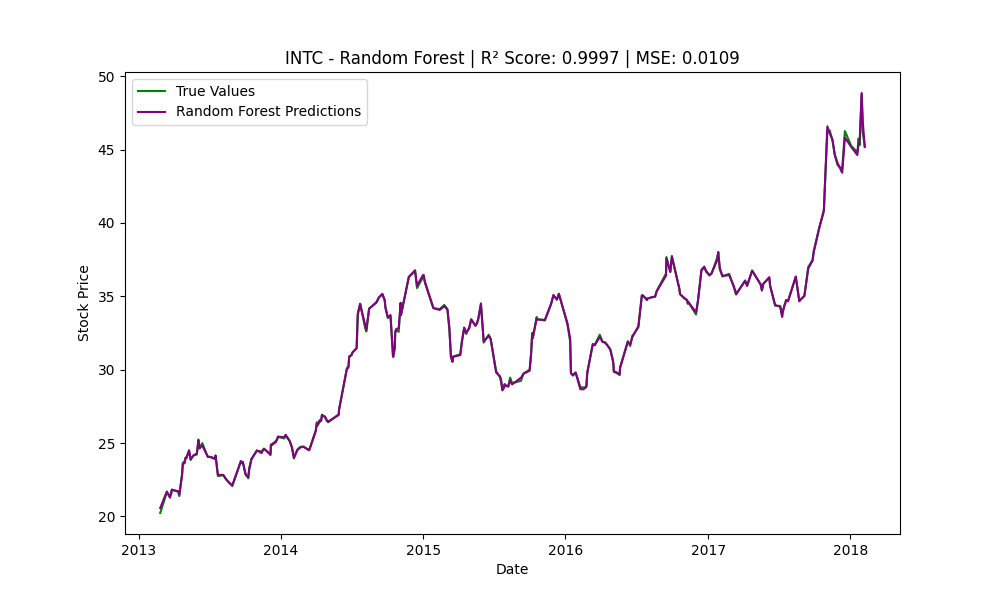 INTC - Random Forest | R² Score: 0.9997 | MSE: 0.0109
True Values
Random Forest Predictions
Stock Price
50
45
40
35
30
25
20
2013 2014 2015 2016 2017 2018
Date